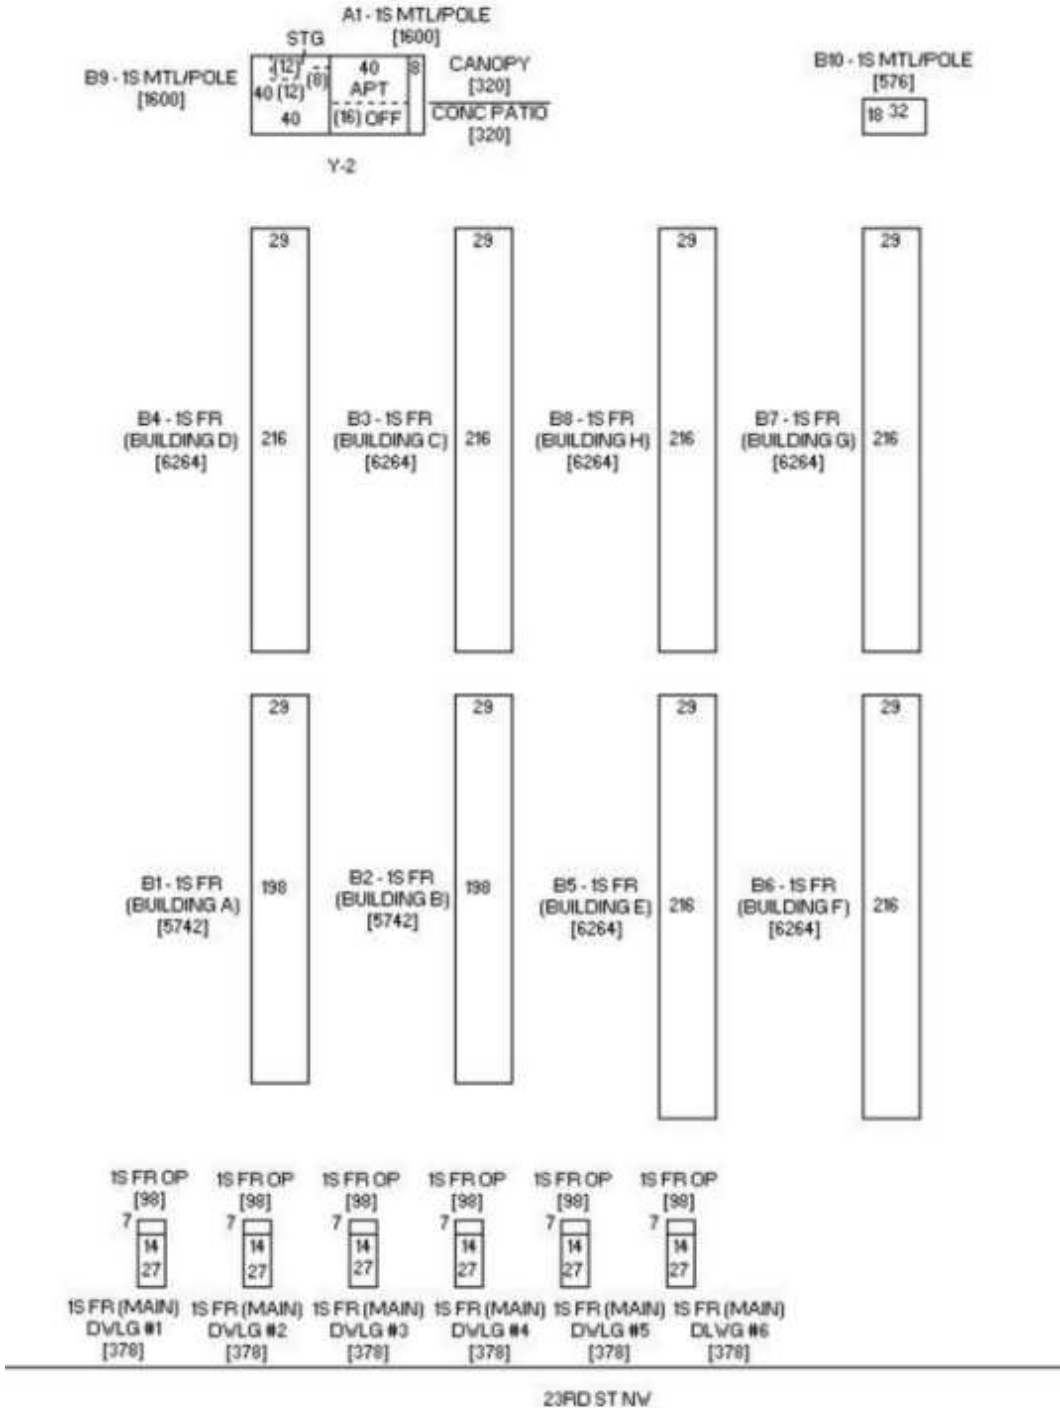 A1 - 1S MTL/POLE
[1600]
STG
B9 - 1S MTL/POLE
[1600]
(12)
(8)
40 (12)
40
40
APT
(16) OFF
8
CANOPY
[320]
CONC PATIO
[320]
Y-2
B10 - 1S MTL/POLE
[576]
18 32
29
29
29
29
B4 - 1S FR
(BUILDING D)
[6264]
216
B3 - 1S FR
(BUILDING C)
[6264]
216
B8 - 1S FR
(BUILDING H)
[6264]
216
B7 - 1S FR
(BUILDING G)
[6264]
216
29
29
29
29
B1 - 1S FR
(BUILDING A)
[5742]
198
B2 - 1S FR
(BUILDING B)
[5742]
198
B5 - 1S FR
(BUILDING E)
[6264]
216
B6 - 1S FR
(BUILDING F)
[6264]
216
1S FR OP
[98]
7
14
27
1S FR (MAIN)
DWLG #1
[378]
1S FR OP
[98]
7
14
27
1S FR (MAIN)
DWLG #2
[378]
1S FR OP
[98]
7
14
27
1S FR (MAIN)
DWLG #3
[378]
1S FR OP
[98]
7
14
27
1S FR (MAIN)
DWLG #4
[378]
1S FR OP
[98]
7
14
27
1S FR (MAIN)
DWLG #5
[378]
1S FR OP
[98]
7
14
27
1S FR (MAIN)
DLWG #6
[378]
23RD ST NW